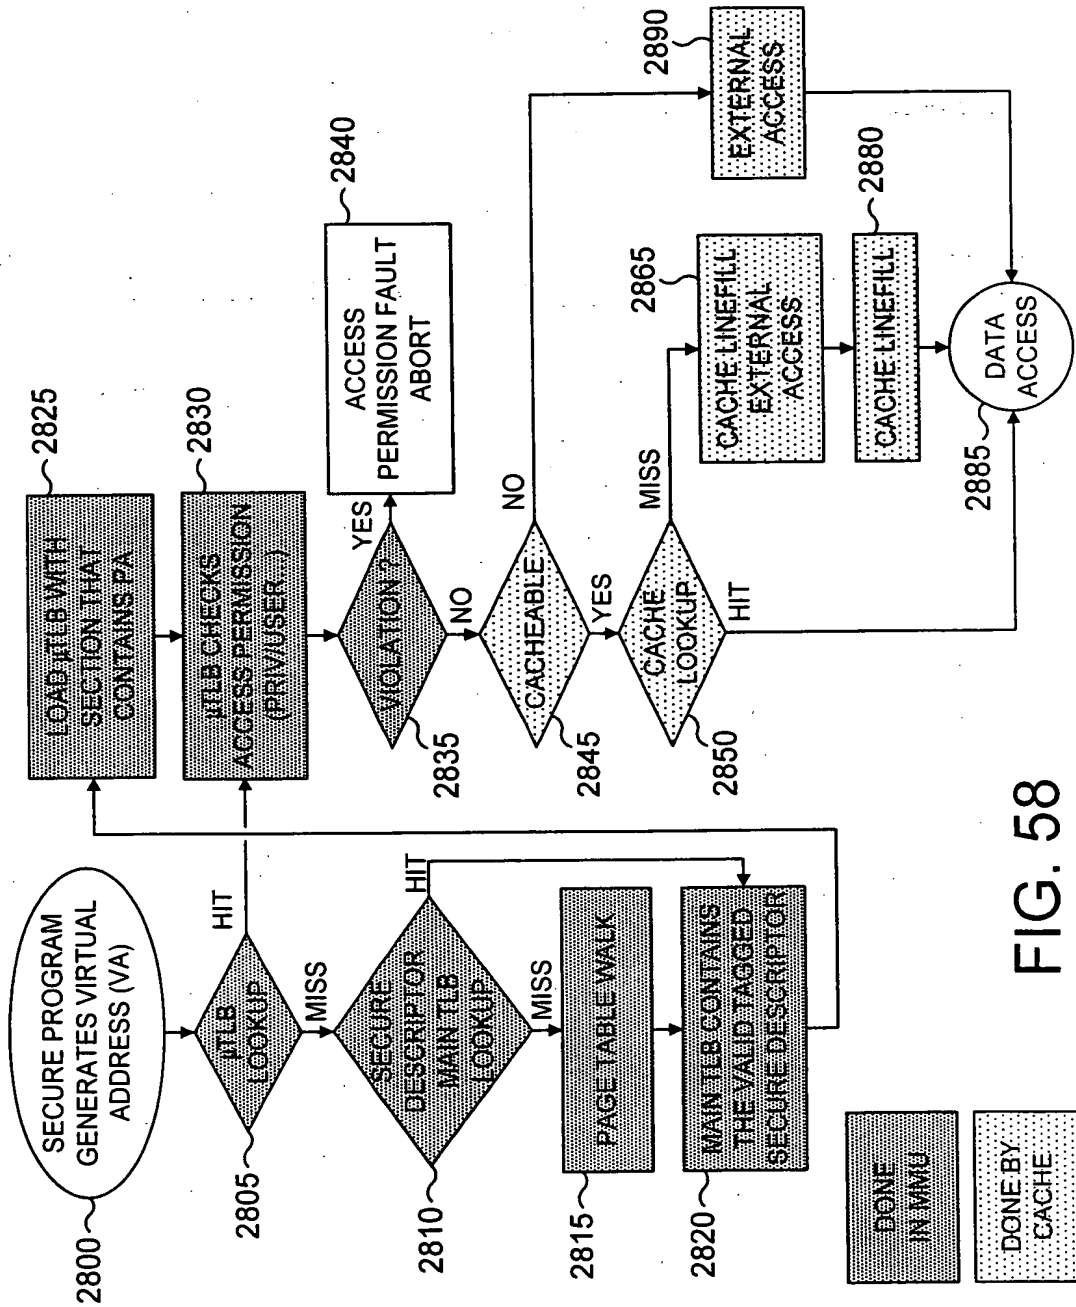 2800
SECURE PROGRAM
GENERATES VIRTUAL
ADDRESS (VA)
2805
µTLB
LOOKUP
HIT
MISS
2810
SECURE
DESCRIPTOR
MAIN TLB
LOOKUP
HIT
MISS
2815
PAGE TABLE WALK
2820
MAIN TLB CONTAINS
THE VALID TAGGED
SECURE DESCRIPTOR
2825
LOAD µTLB WITH
SECTION THAT
CONTAINS PA
2830
µTLB CHECKS
ACCESS PERMISSION
(PRIV/USER...)
2835
VIOLATION ?
YES
NO
2840
ACCESS
PERMISSION FAULT
ABORT
2845
CACHEABLE
NO
YES
2850
CACHE
LOOKUP
MISS
HIT
2865
CACHE LINEFILL
EXTERNAL
ACCESS
2880
CACHE LINEFILL
2890
EXTERNAL
ACCESS
2885
DATA
ACCESS
DONE
IN MMU
DONE BY
CACHE
FIG. 58